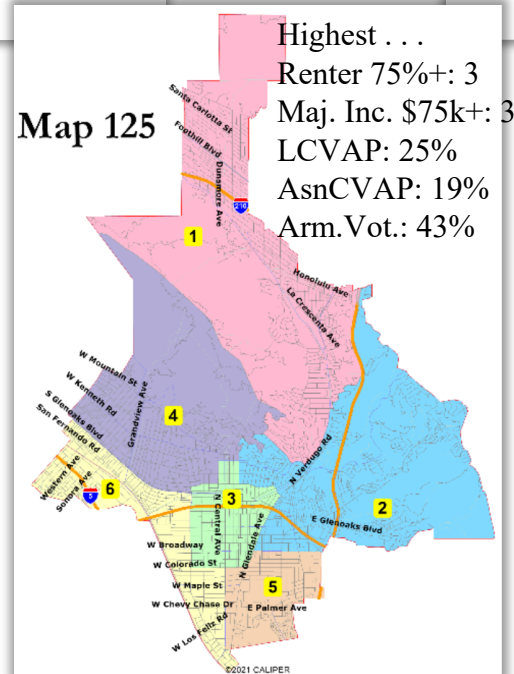 Highest . . .
Renter 75%+: 3
Maj. Inc. $75k+: 3
LCVAP: 25%
AsnCVAP: 19%
Arm.Vot.: 43%
Map 125
Santa Carlotta St
Foothill Blvd
Dunsmore Ave
210
1
Honolulu Ave
La Crescenta Ave
W Mountain St
W Kenneth Rd
Grandview Ave
S Glenoaks Blvd
San Fernando Rd
4
Western Ave
Sonora Ave
5
6
N Verdugo Rd
3
2
N Central Ave
N Glendale Ave
E Glenoaks Blvd
W Broadway
W Colorado St
W Maple St
5
W Chevy Chase Dr
E Palmer Ave
W Los Feliz Rd
©2021 CALIPER